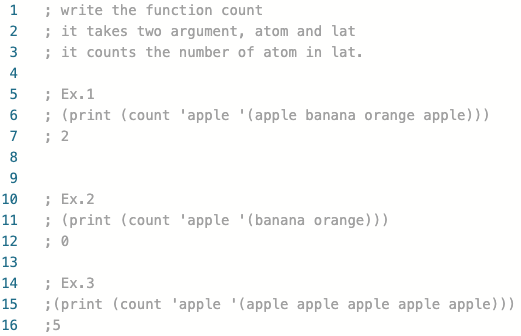 1 ; write the function count
2 ; it takes two argument, atom and lat
3 ; it counts the number of atom in lat.
4
5 ; Ex.1
6 ; (print (count 'apple '(apple banana orange apple)))
7 ; 2
8
9
10 ; Ex.2
11 ; (print (count 'apple '(banana orange)))
12 ; 0
13
14 ; Ex.3
15 ;(print (count 'apple '(apple apple apple apple apple)))
16 ;5